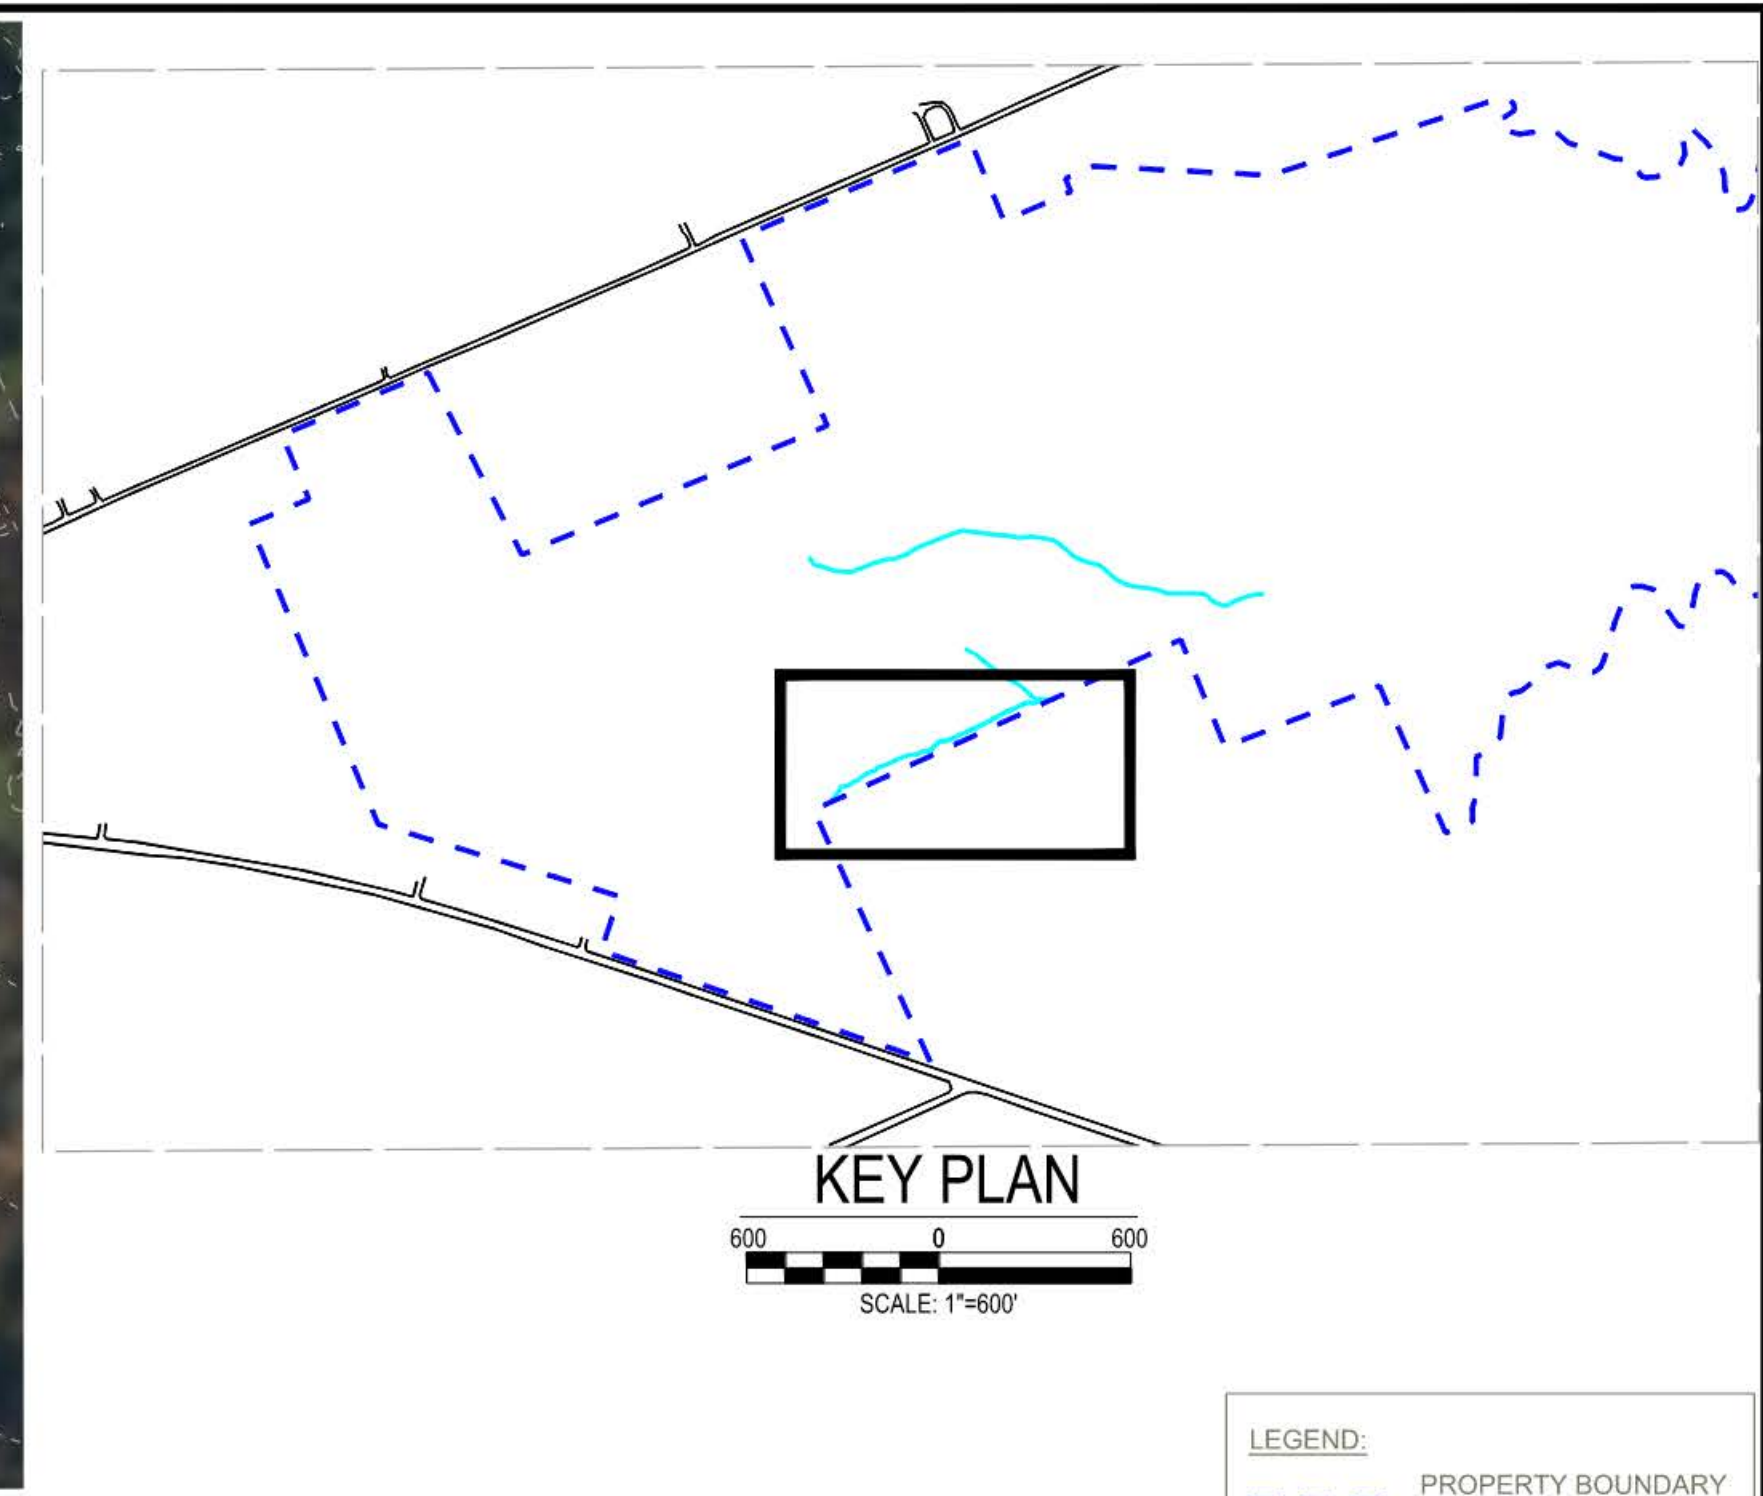 KEY PLAN
600 0 600
SCALE: 1"=600'
LEGEND:
PROPERTY BOUNDARY